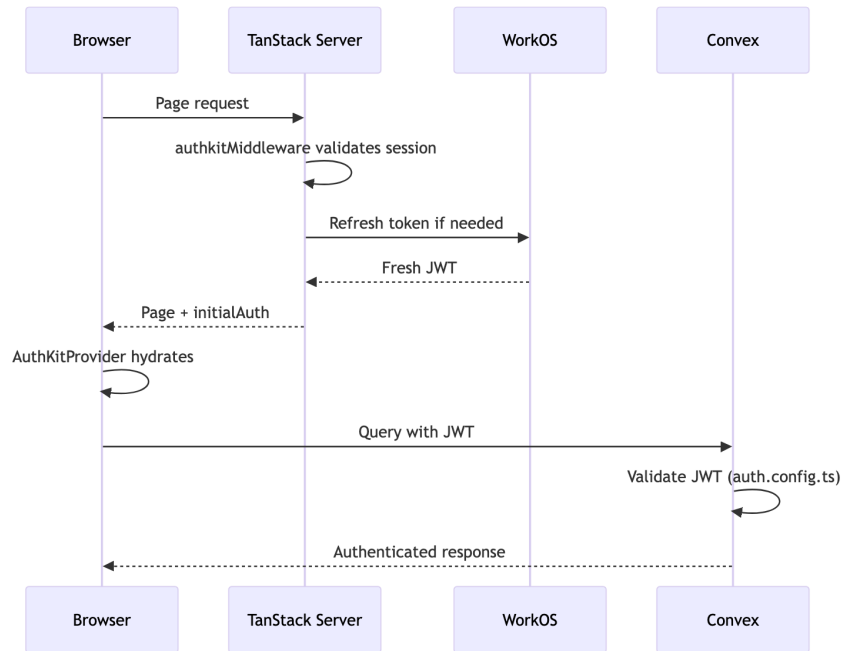 Browser
TanStack Server
WorkOS
Convex
Page request
authkitMiddleware validates session
Refresh token if needed
Fresh JWT
Page + initialAuth
AuthKitProvider hydrates
Query with JWT
Validate JWT (auth.config.ts)
Authenticated response
Browser
TanStack Server
WorkOS
Convex